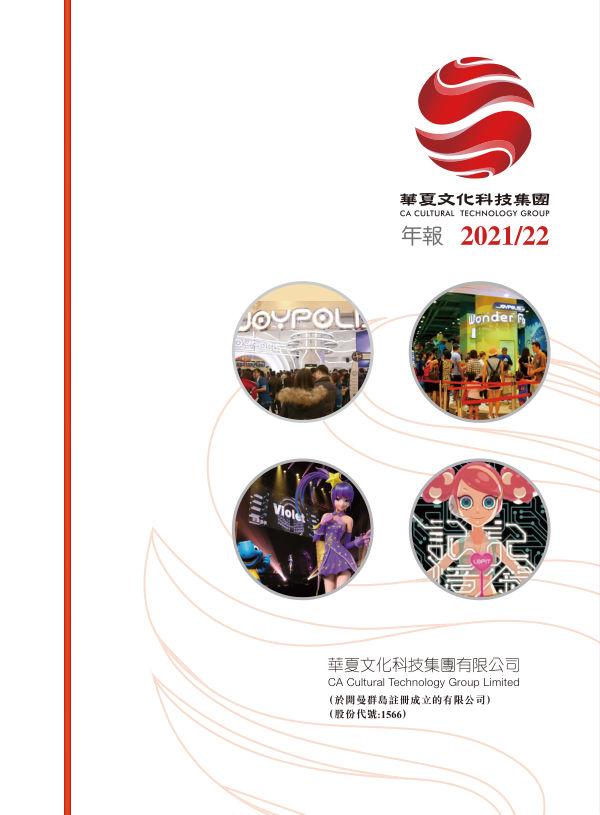 華夏文化科技集團
CA CULTURAL TECHNOLOGY GROUP
年報 2021/22
JOYPOLI
JOYPOLIS
Wonder
Violet
LBPIT
華夏文化科技集團有限公司
CA Cultural Technology Group Limited
(於開曼群島註冊成立的有限公司)
(股份代號:1566)